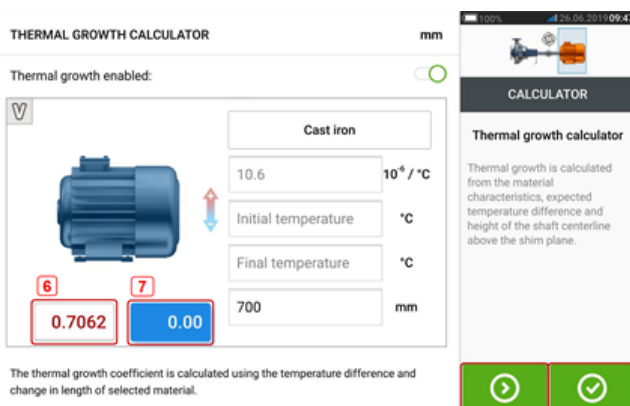 THERMAL GROWTH CALCULATOR
mm
Thermal growth enabled:
V
Cast iron
10.6
10⁻⁶ / °C
Initial temperature
°C
Final temperature
°C
6
7
0.7062
0.00
700
mm
The thermal growth coefficient is calculated using the temperature difference and
change in length of selected material.
100%
26.06.2019 09:47
CALCULATOR
Thermal growth calculator
Thermal growth is calculated
from the material
characteristics, expected
temperature difference and
height of the shaft centerline
above the shim plane.